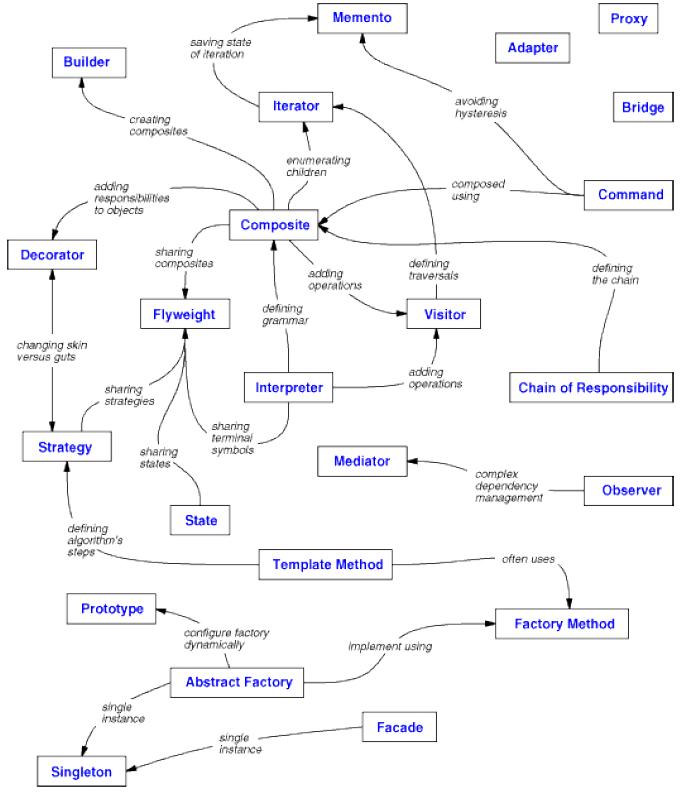 Memento
Proxy
saving state
of iteration
Adapter
Builder
avoiding
hysteresis
Iterator
Bridge
creating
composites
enumerating
children
adding
responsibilities
to objects
composed
using
Command
Composite
Decorator
sharing
composites
adding
operations
defining
traversals
defining
the chain
Flyweight
defining
grammar
Visitor
changing skin
versus guts
sharing
strategies
Interpreter
adding
operations
Chain of Responsibility
sharing
terminal
symbols
Strategy
sharing
states
Mediator
complex
dependency
management
Observer
State
defining
algorithm's
steps
Template Method
often uses
Prototype
configure factory
dynamically
implement using
Factory Method
Abstract Factory
single
instance
Facade
single
instance
Singleton